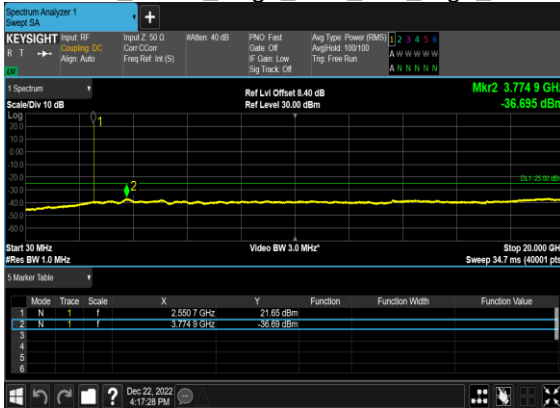 Spectrum Analyzer 1
Swept SA
+
KEYSIGHT Input: RF Input Z: 50 Ω #Atten: 40 dB PNO: Fast Avg Type: Power (RMS) 1 2 3 4 5 6
R T Coupling: DC Corr CCorr Gate: Off Avg|Hold: 100/100 A W W W W W
Align: Auto Freq Ref: Int (S) IF Gain: Low Trig: Free Run
LXI Sig Track: Off A N N N N N
1 Spectrum Ref Lvl Offset 8.40 dB Mkr2 3.774 9 GHz
Scale/Div 10 dB Ref Level 30.00 dBm -36.695 dBm
Log
1
20.0
10.0
0.00
-10.0
-20.0
DL1 -25.00 dBm
-30.0
2
-40.0
-50.0
-60.0
Start 30 MHz Video BW 3.0 MHz* Stop 20.000 GHz
#Res BW 1.0 MHz Sweep 34.7 ms (40001 pts)
5 Marker Table
Mode Trace Scale X Y Function Function Width Function Value
1 N 1 f 2.550 7 GHz 21.65 dBm
2 N 1 f 3.774 9 GHz -36.69 dBm
3
4
5
6
? Dec 22, 2022
4:17:28 PM